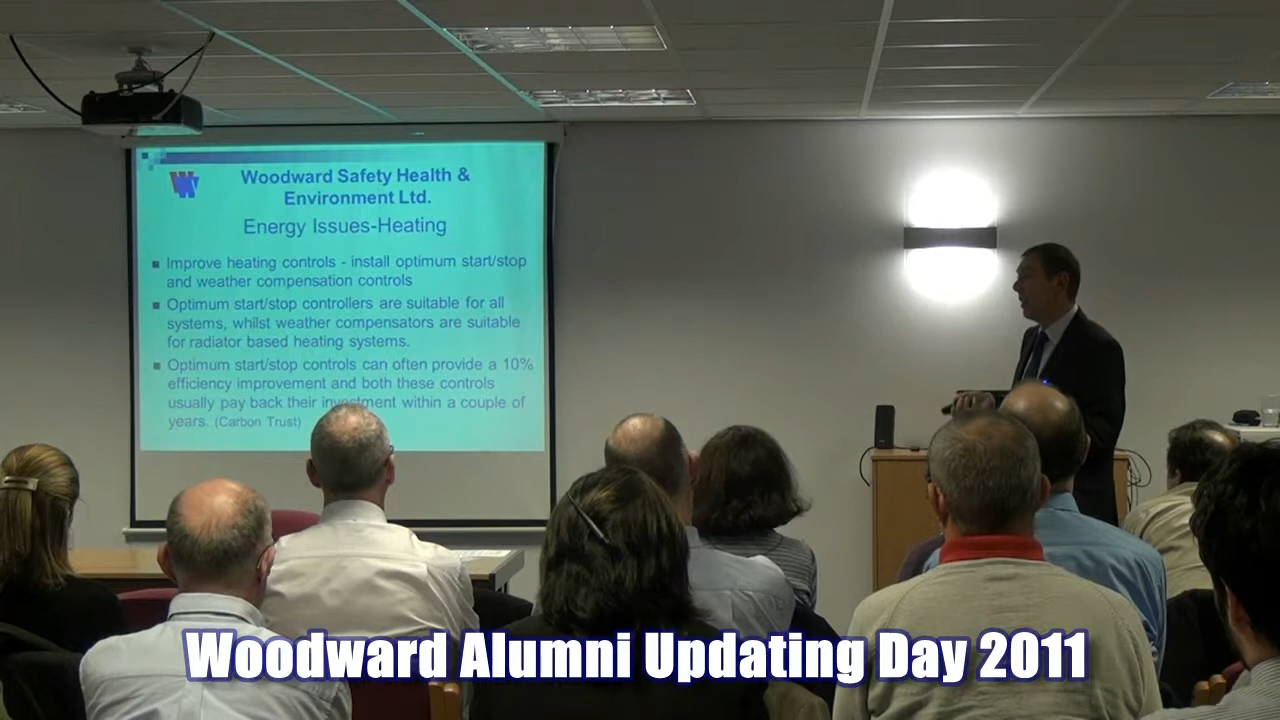 Woodward Safety Health &
Environment Ltd.
Energy Issues-Heating
Improve heating controls - install optimum start/stop
and weather compensation controls
Optimum start/stop controllers are suitable for all
systems, whilst weather compensators are suitable
for radiator based heating systems.
Optimum start/stop controls can often provide a 10%
efficiency improvement and both these controls
usually pay back their investment within a couple of
years. (Carbon Trust)
Woodward Alumni Updating Day 2011